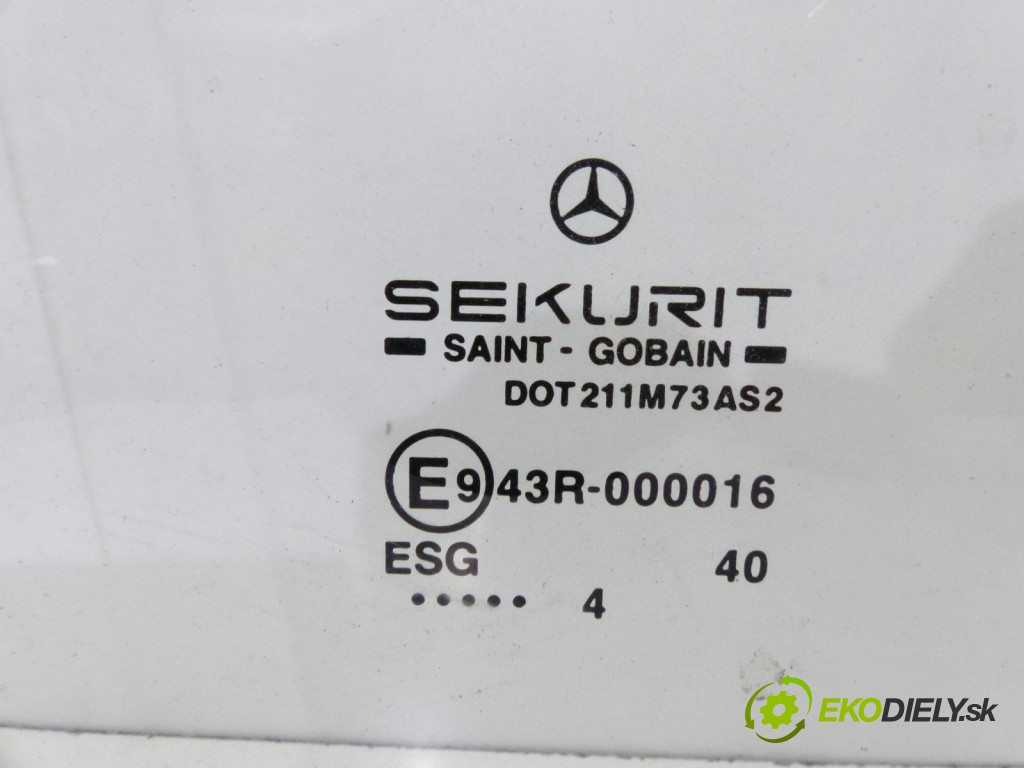 SEKURIT
SAINT - GOBAIN
DOT211M73AS2
E9 43R-000016
ESG 40
..... 4
EKODIELY.sk